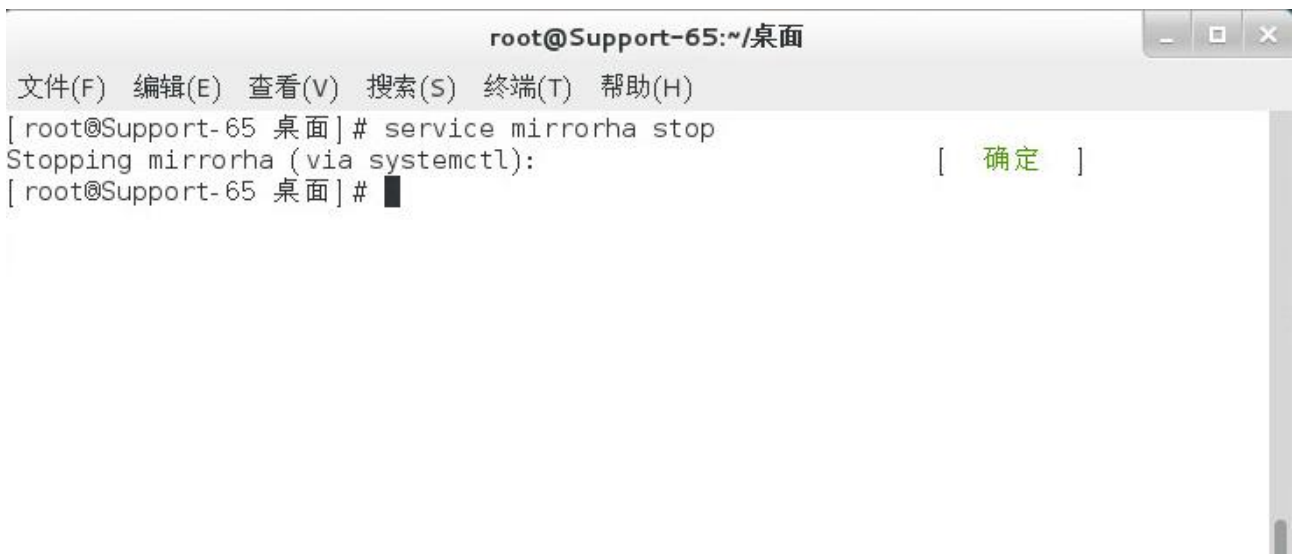 root@Support-65:~/桌面
文件(F) 编辑(E) 查看(V) 搜索(S) 终端(T) 帮助(H)
[root@Support-65 桌面]# service mirrorha stop
Stopping mirrorha (via systemctl): [ 确定 ]
[root@Support-65 桌面]#